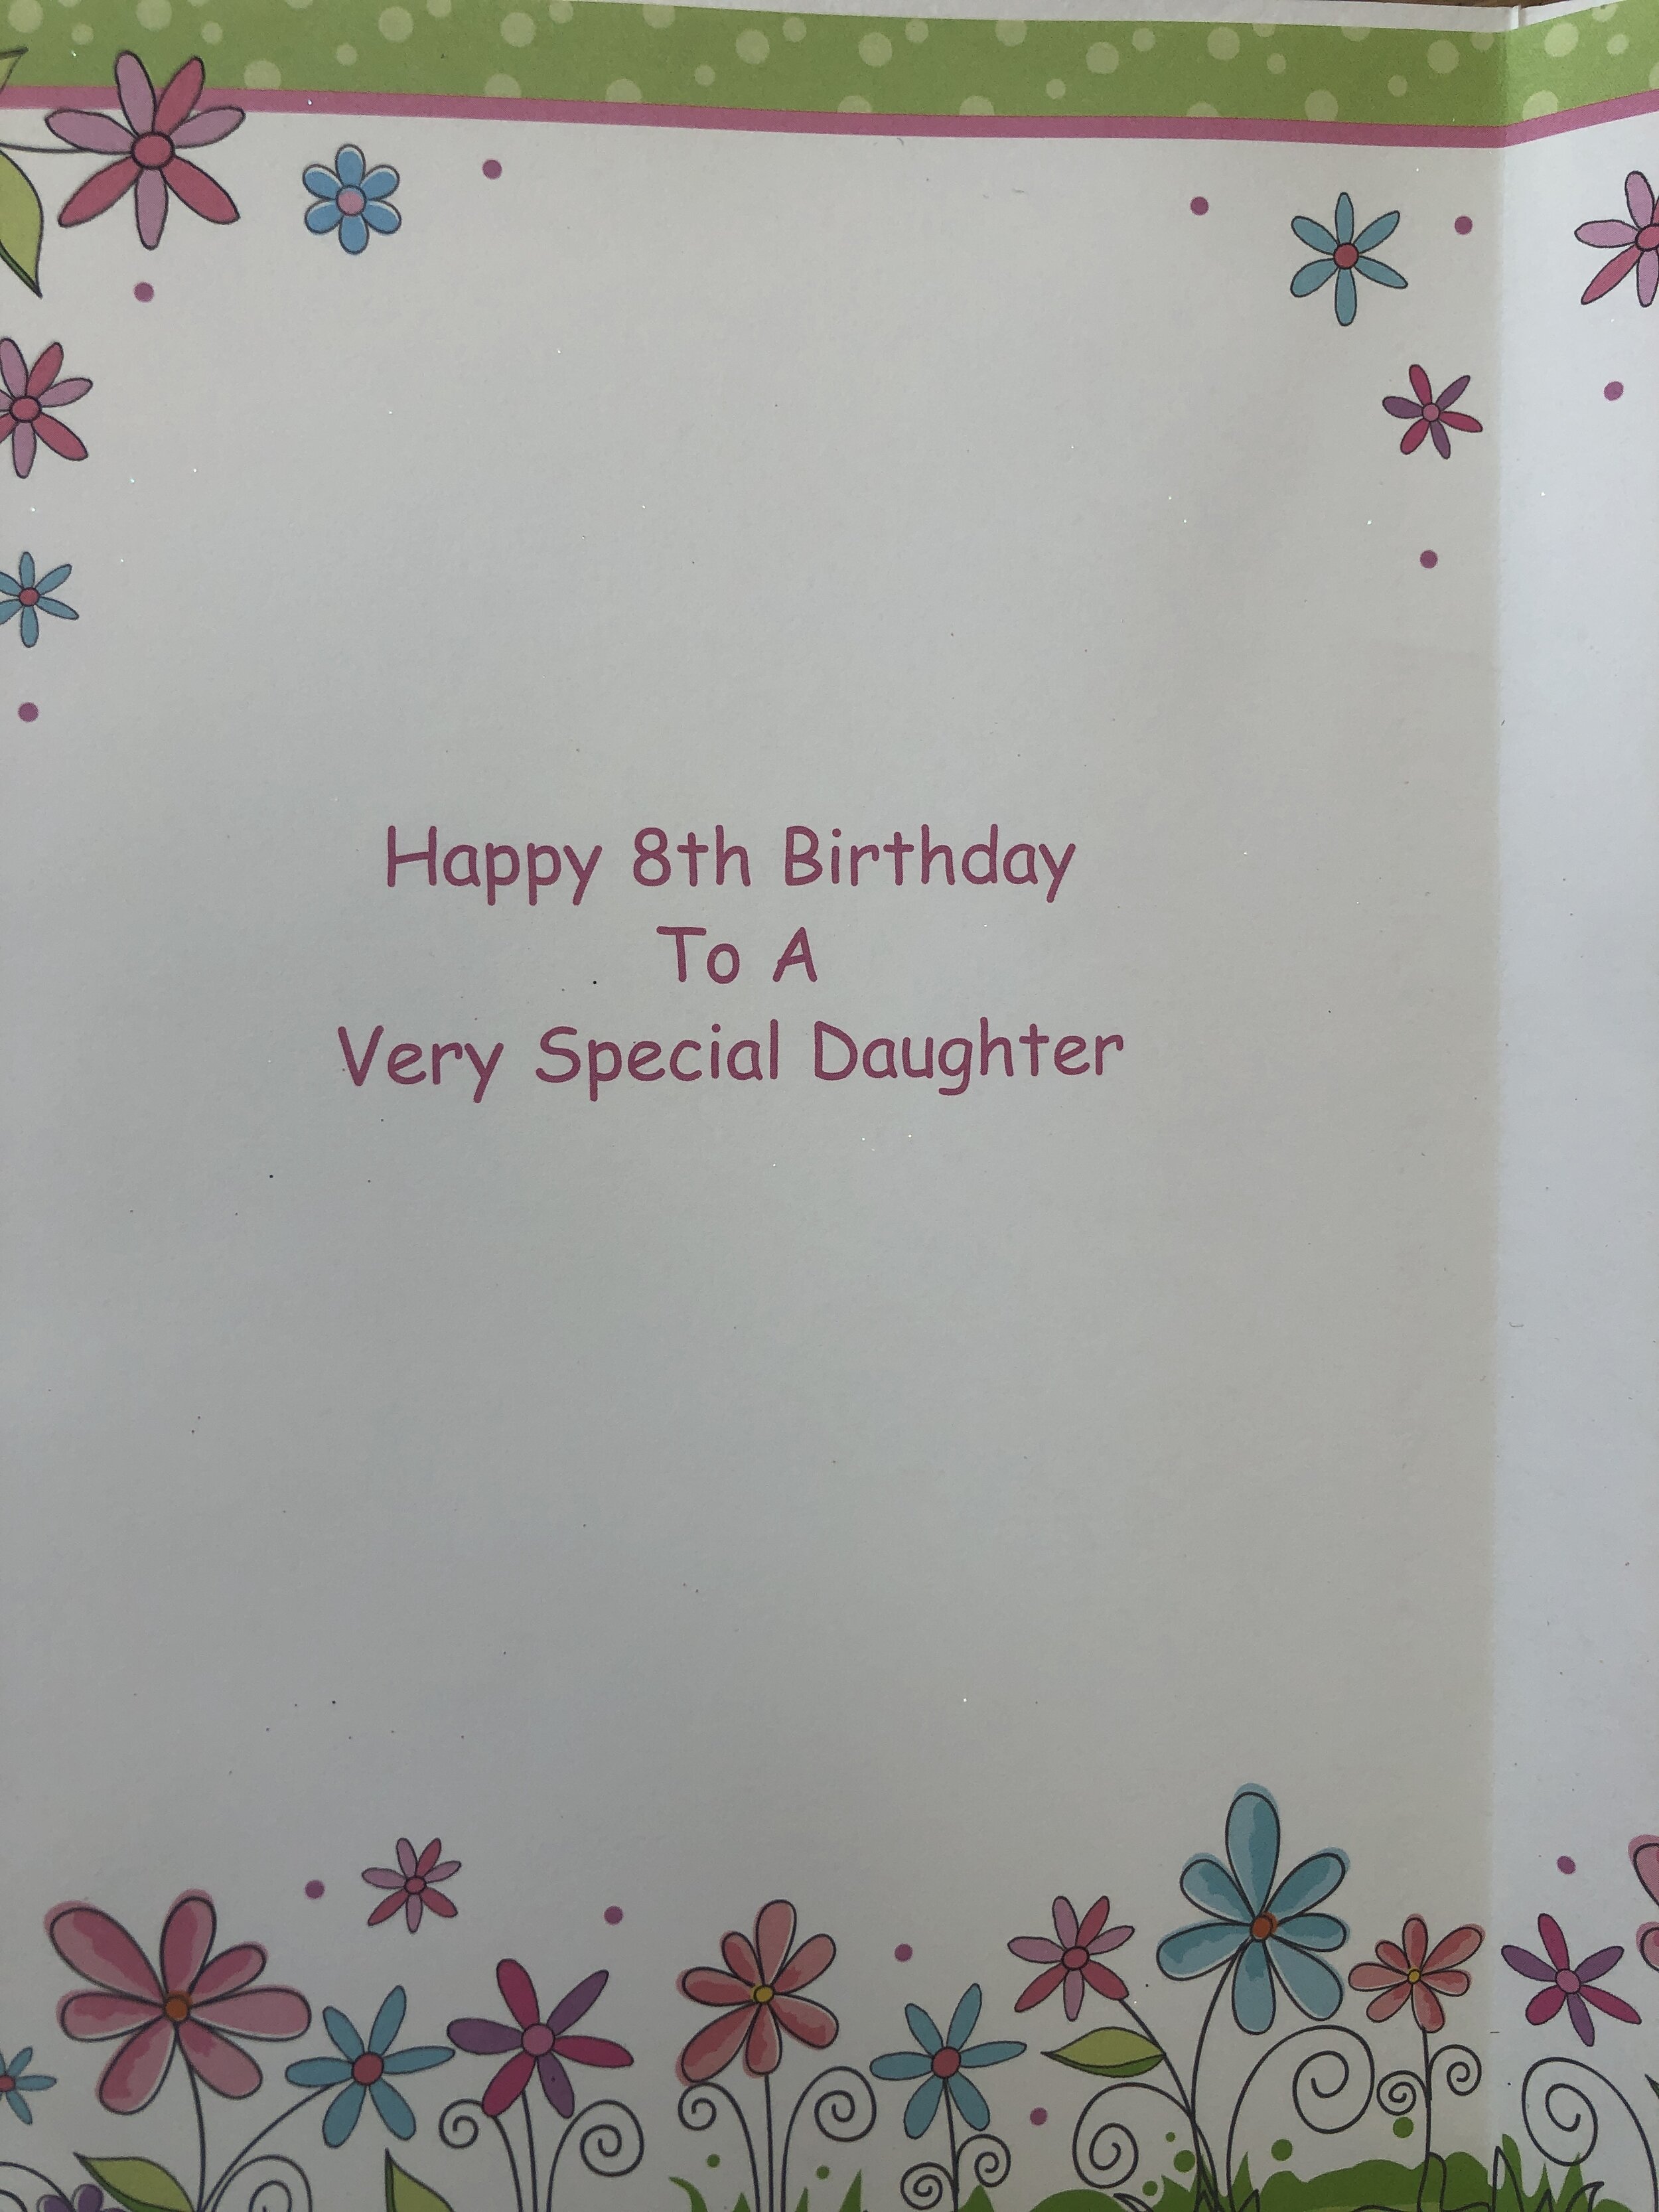 Happy 8th Birthday
To A
Very Special Daughter